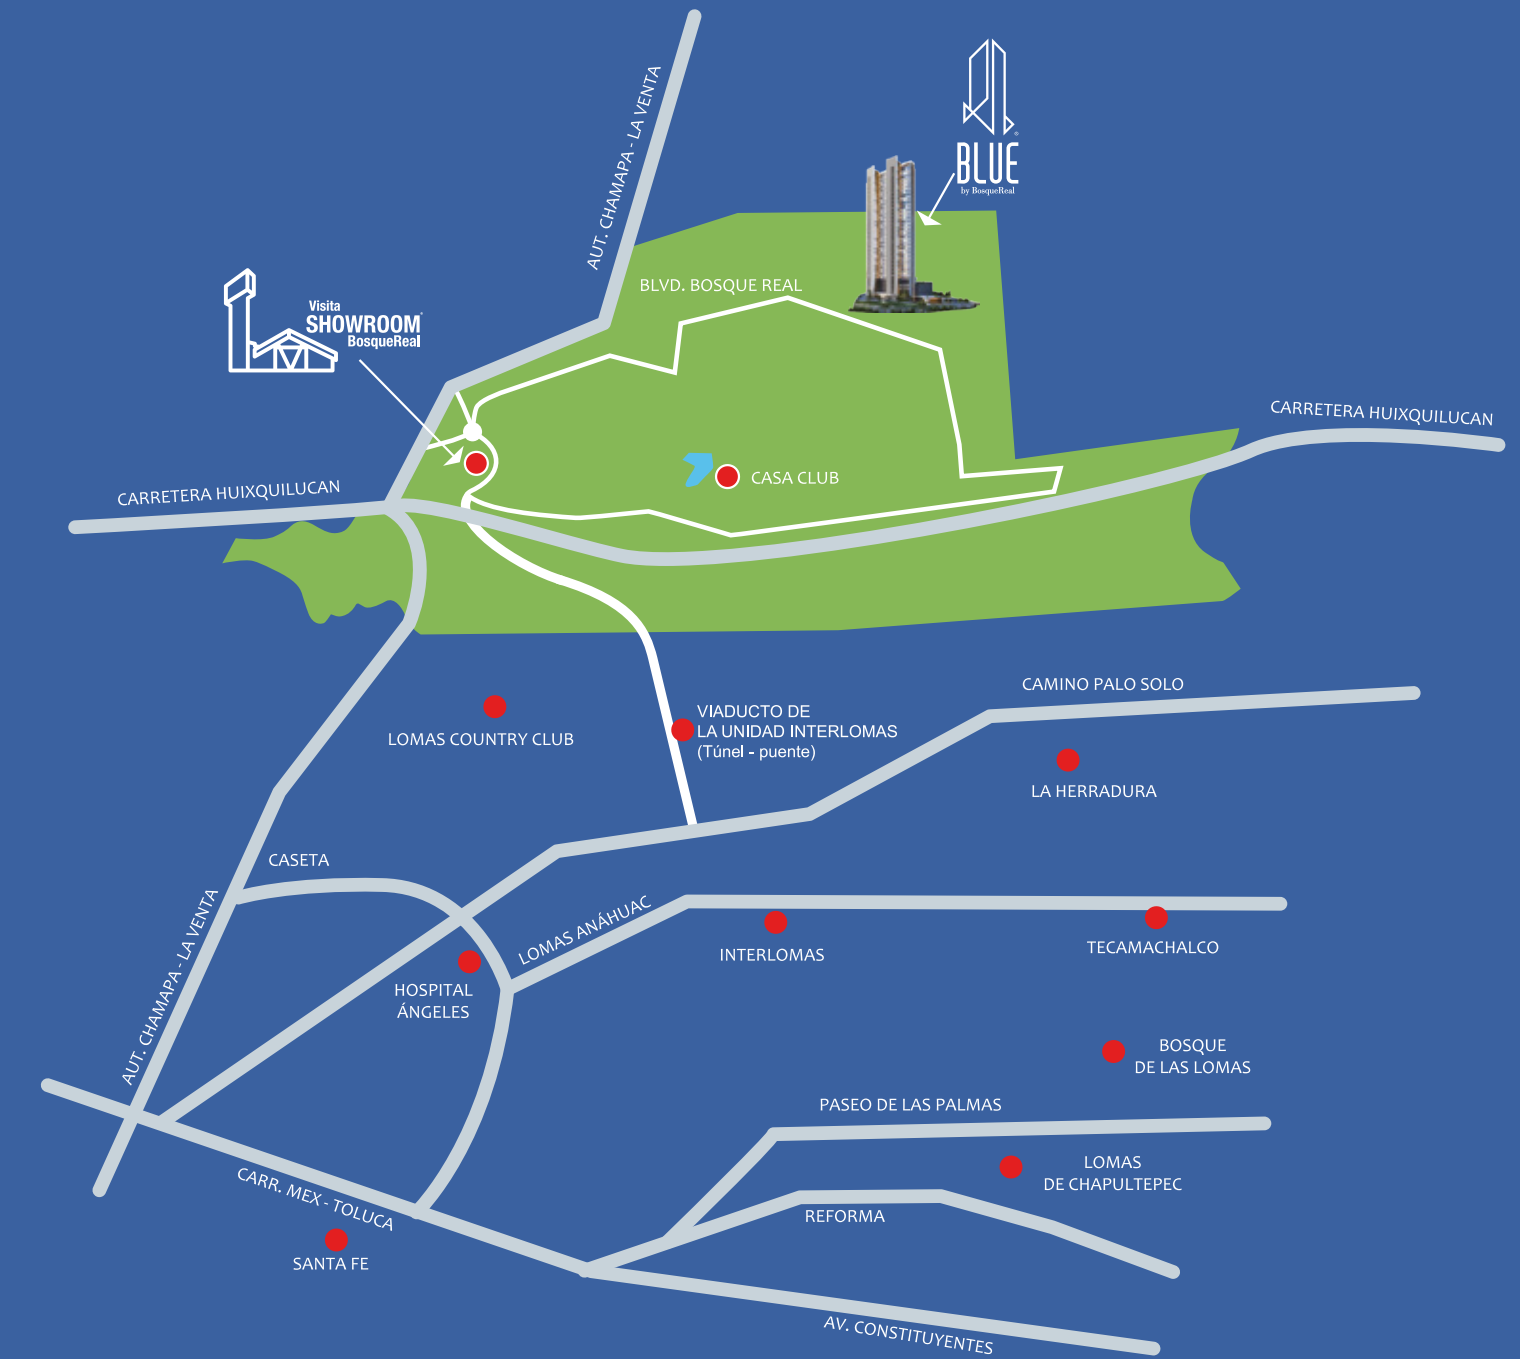 AUT. CHAMAPA - LA VENTA
BLUE
by BosqueReal
BLVD. BOSQUE REAL
Visita
SHOWROOM
BosqueReal
CARRETERA HUIXQUILUCAN
CASA CLUB
CARRETERA HUIXQUILUCAN
CAMINO PALO SOLO
LOMAS COUNTRY CLUB
VIADUCTO DE
LA UNIDAD INTERLOMAS
(Túnel - puente)
LA HERRADURA
CASETA
AUT. CHAMAPA - LA VENTA
LOMAS ANÁHUAC
INTERLOMAS
TECAMACHALCO
HOSPITAL
ÁNGELES
BOSQUE
DE LAS LOMAS
PASEO DE LAS PALMAS
LOMAS
DE CHAPULTEPEC
CARR. MEX - TOLUCA
REFORMA
SANTA FE
AV. CONSTITUYENTES